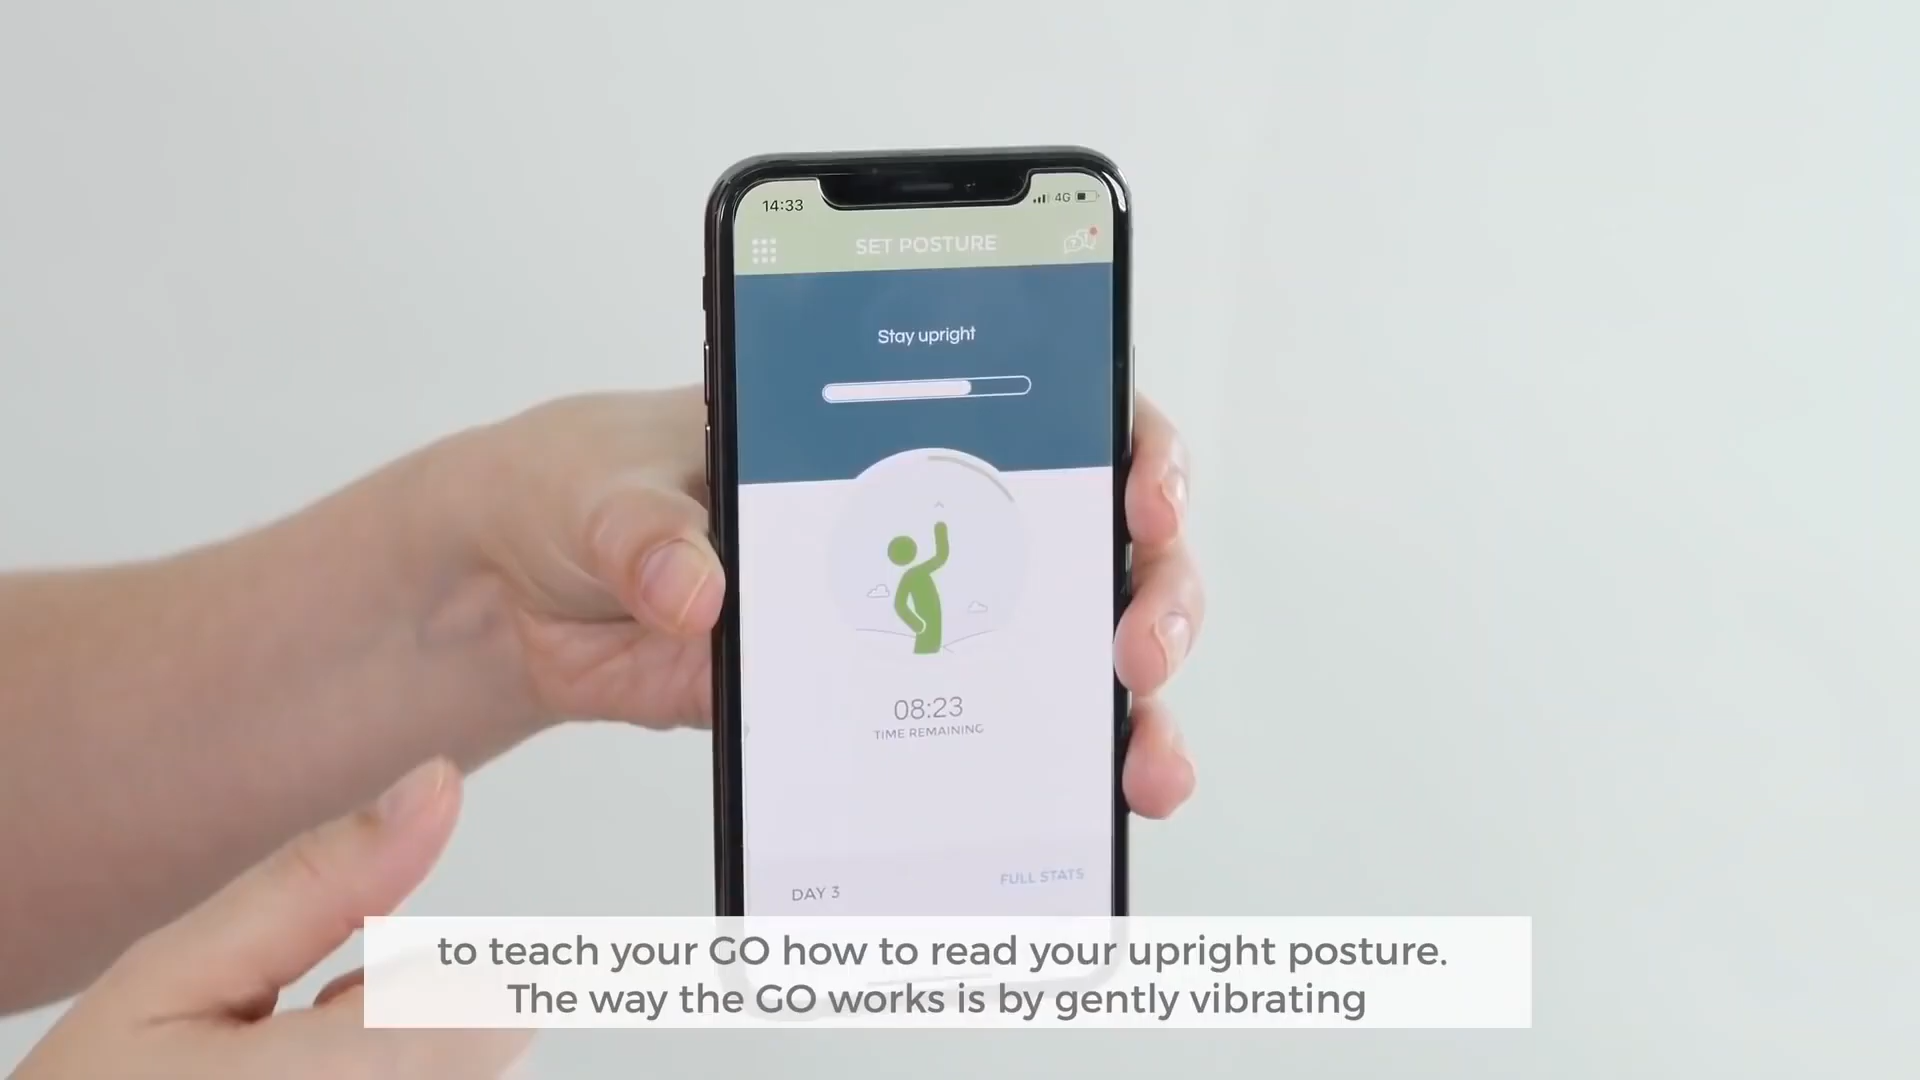 14:33
4G
SET POSTURE
Stay upright
08:23
TIME REMAINING
DAY 3
FULL STATS
to teach your GO how to read your upright posture.
The way the GO works is by gently vibrating